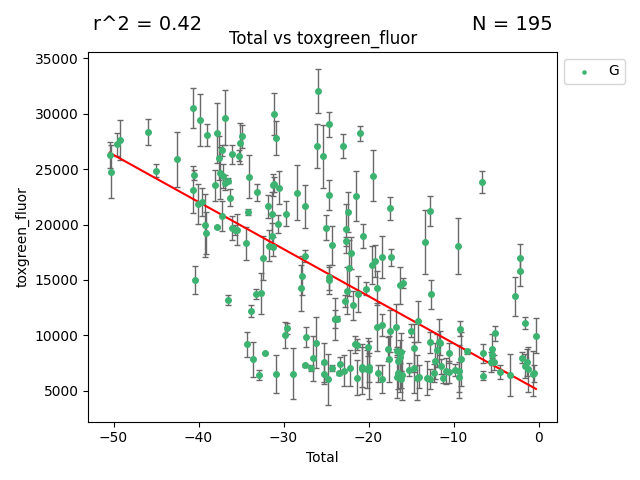 r^2 = 0.42
N = 195
Total vs toxgreen_fluor
G
35000
30000
25000
20000
15000
10000
5000
toxgreen_fluor
−50
−40
−30
−20
−10
0
Total